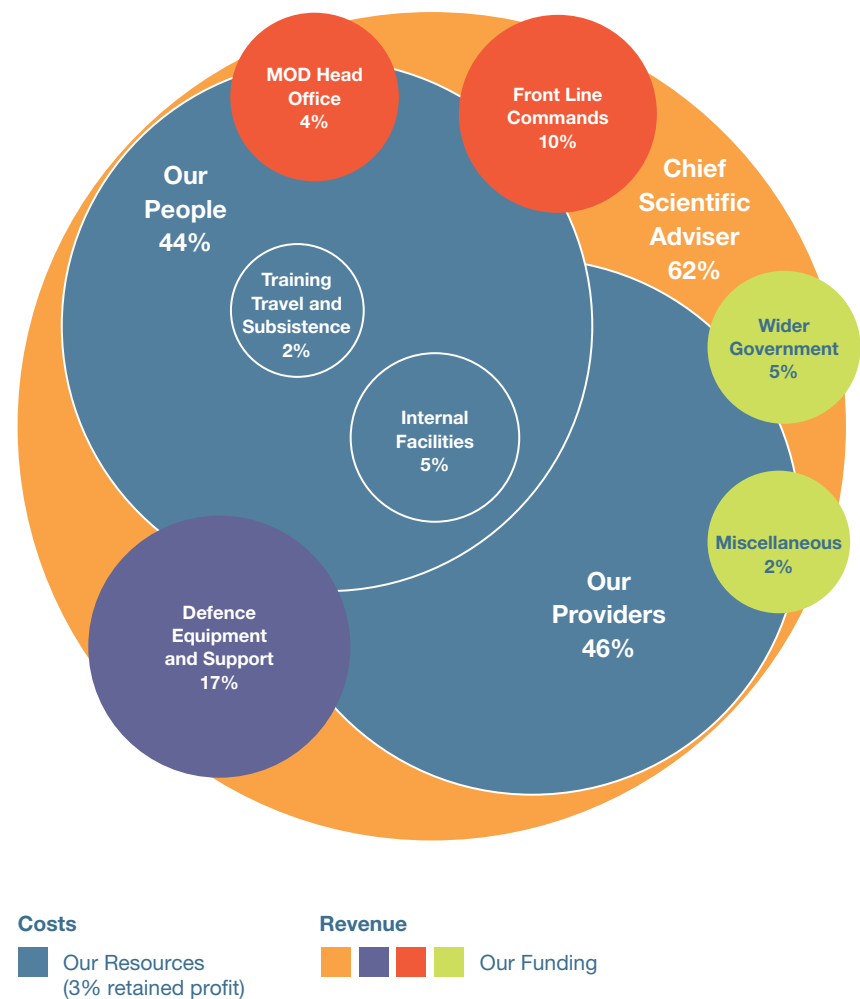 MOD Head
Office
4%
Front Line
Commands
10%
Our
People
44%
Chief
Scientific
Adviser
62%
Training
Travel and
Subsistence
2%
Wider
Government
5%
Internal
Facilities
5%
Miscellaneous
2%
Our
Providers
46%
Defence
Equipment
and Support
17%
Costs
Our Resources
(3% retained profit)
Revenue
Our Funding